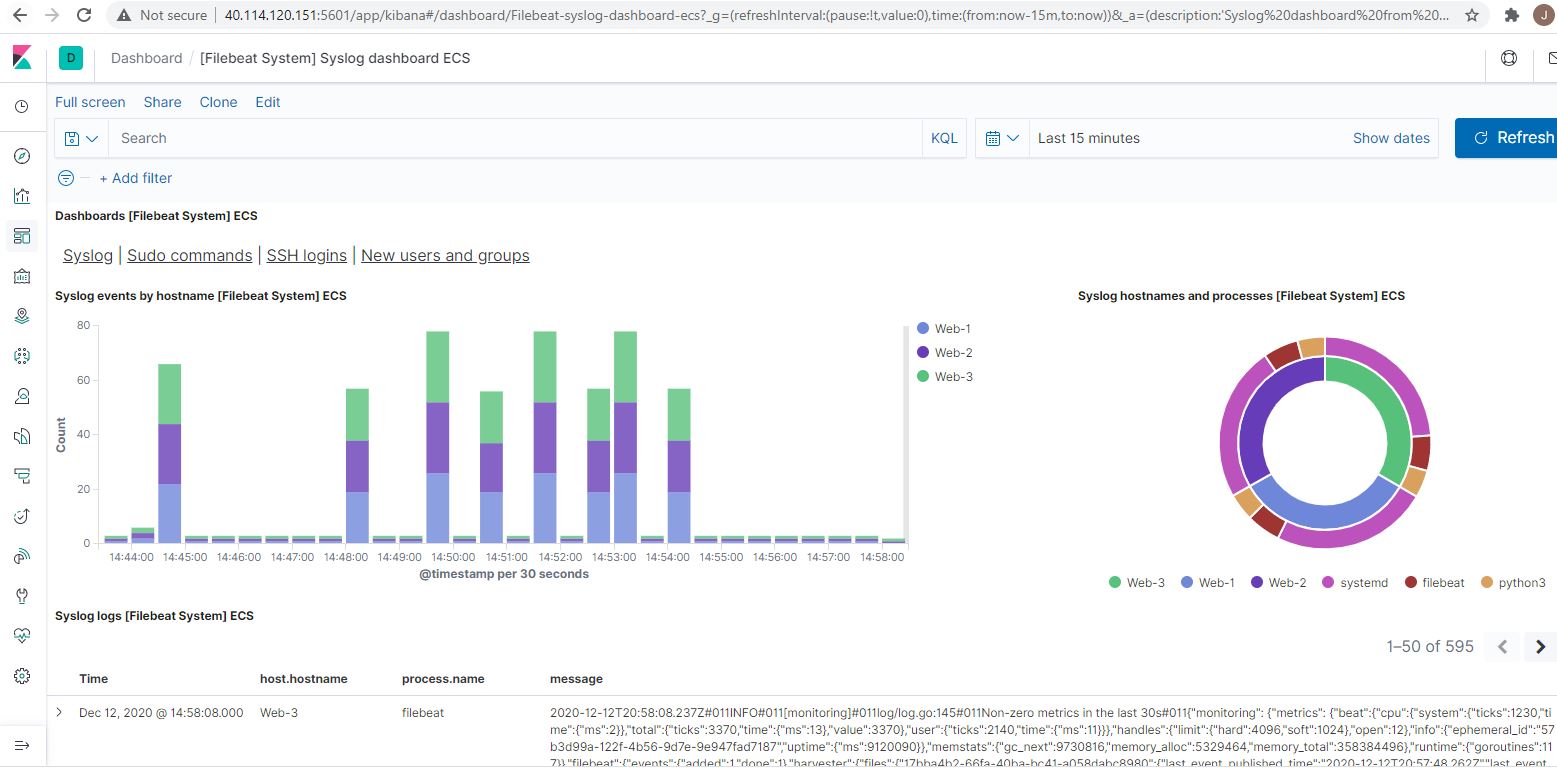 Not secure
40.114.120.151:5601/app/kibana#/dashboard/Filebeat-syslog-dashboard-ecs?_g=(refreshInterval:(pause:!t,value:0),time:(from:now-15m,to:now))&_a=(description:'Syslog%20dashboard%20from%20...
J
D
Dashboard / [Filebeat System] Syslog dashboard ECS
Full screen Share Clone Edit
Search KQL Last 15 minutes Show dates Refresh
+ Add filter
Dashboards [Filebeat System] ECS
Syslog | Sudo commands | SSH logins | New users and groups
Syslog events by hostname [Filebeat System] ECS
80
60
40
20
0
Count
14:44:00 14:45:00 14:46:00 14:47:00 14:48:00 14:49:00 14:50:00 14:51:00 14:52:00 14:53:00 14:54:00 14:55:00 14:56:00 14:57:00 14:58:00
@timestamp per 30 seconds
Web-1
Web-2
Web-3
Syslog hostnames and processes [Filebeat System] ECS
Web-3 Web-1 Web-2 systemd filebeat python3
Syslog logs [Filebeat System] ECS
1–50 of 595
Time host.hostname process.name message
Dec 12, 2020 @ 14:58:08.000 Web-3 filebeat 2020-12-12T20:58:08.237Z#011INFO#011[monitoring]#011log/log.go:145#011Non-zero metrics in the last 30s#011{"monitoring": {"metrics": {"beat":{"cpu":{"system":{"ticks":1230,"ti
me":{"ms":2}},"total":{"ticks":3370,"time":{"ms":13},"value":3370},"user":{"ticks":2140,"time":{"ms":11}}},"handles":{"limit":{"hard":4096,"soft":1024},"open":12},"info":{"ephemeral_id":"57
b3d99a-122f-4b56-9d7e-9e947fad7187","uptime":{"ms":9120090}},"memstats":{"gc_next":9730816,"memory_alloc":5329464,"memory_total":358384496},"runtime":{"goroutines":11
7}},"filebeat":{"events":{"added":1,"done":1},"harvester":{"files":{"17bba4b2-66fa-40ba-bc41-a058dabc8980":{"last_event_published_time":"2020-12-12T20:57:48.262Z","last_event